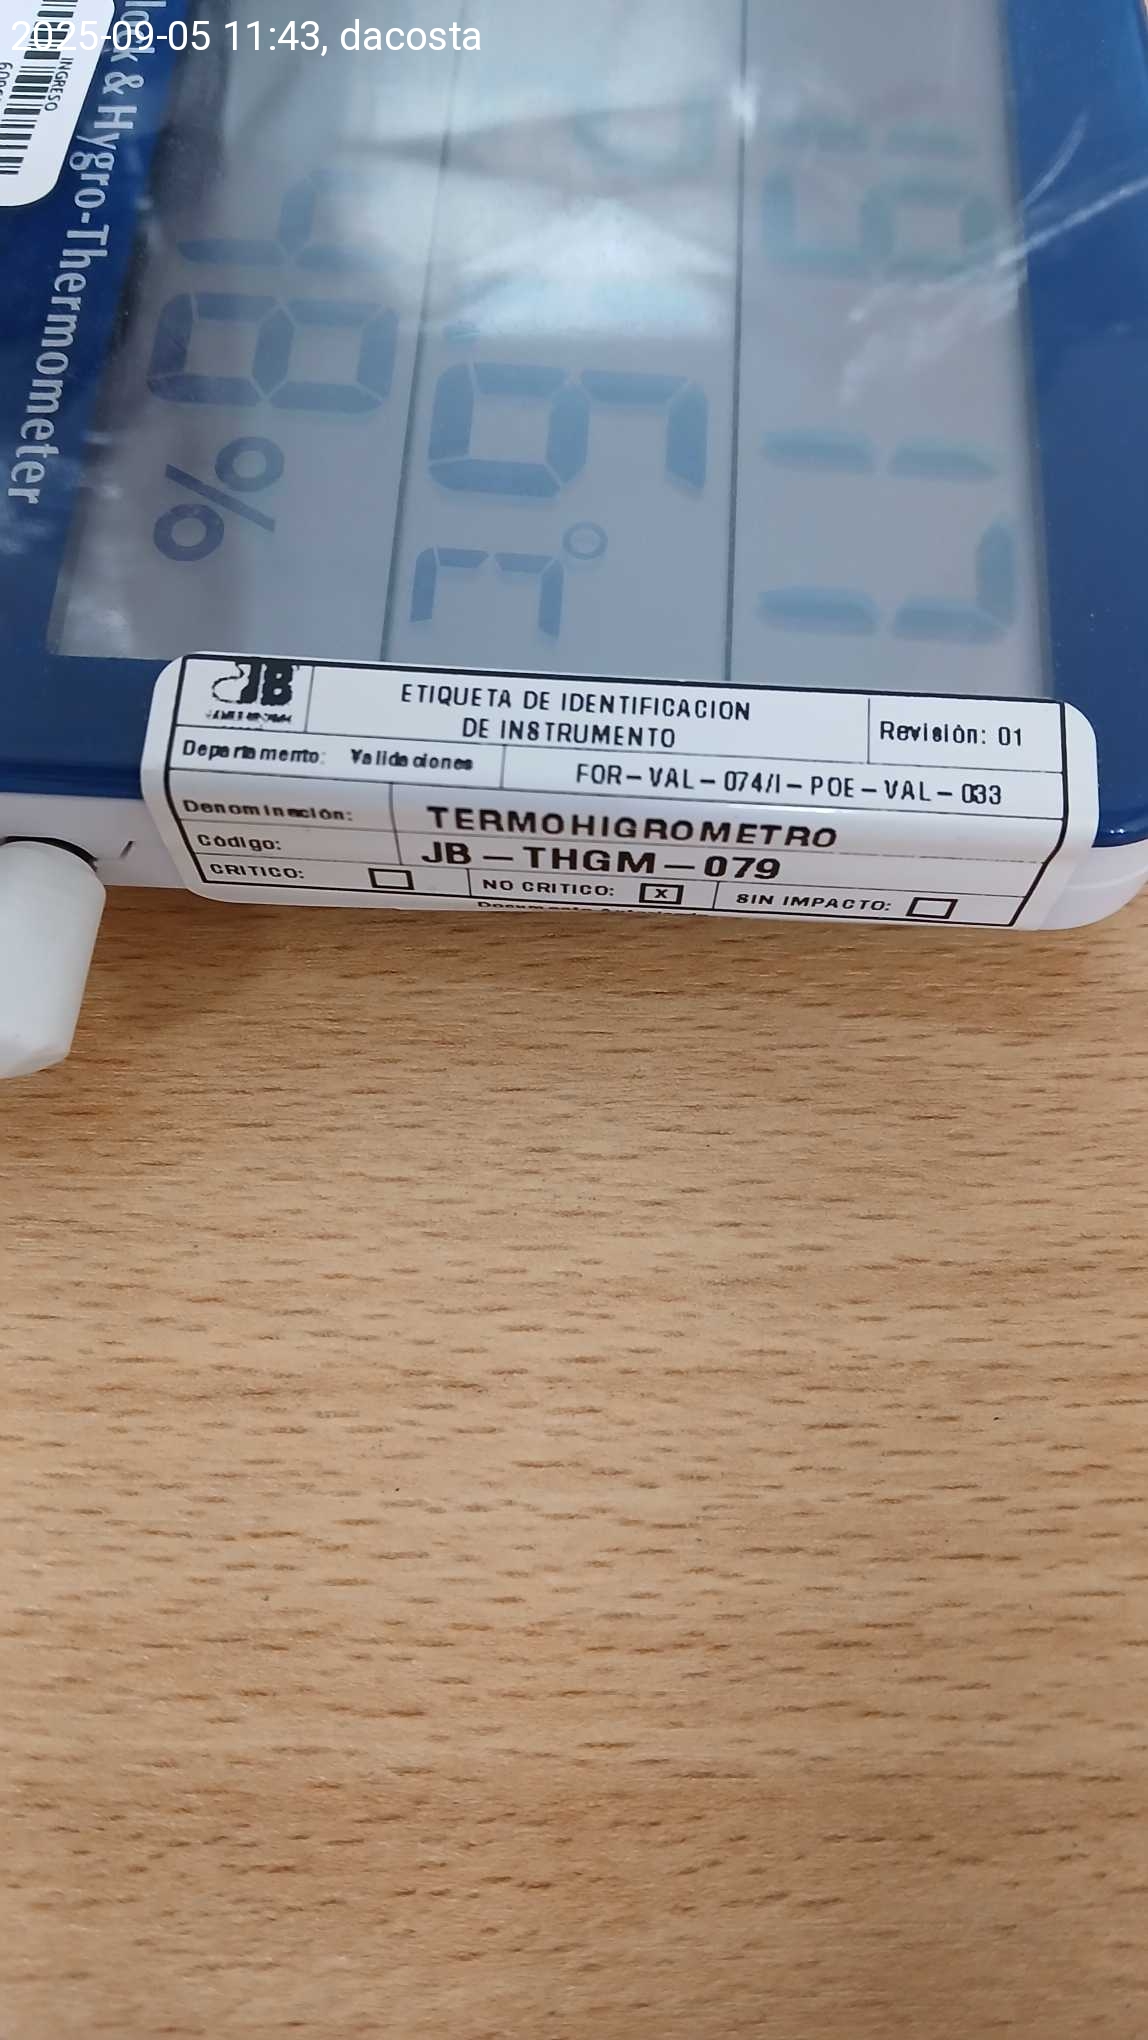 2025-09-05 11:43, dacosta
INGRESO
& Hygro-Thermometer
%
JB
ETIQUETA DE IDENTIFICACION
DE INSTRUMENTO
Revisión: 01
Departamento: Validaciones
FOR-VAL-074/I-POE-VAL-033
Denominación: TERMOHIGROMETRO
Código: JB-THGM-079
CRITICO: NO CRITICO: X SIN IMPACTO: